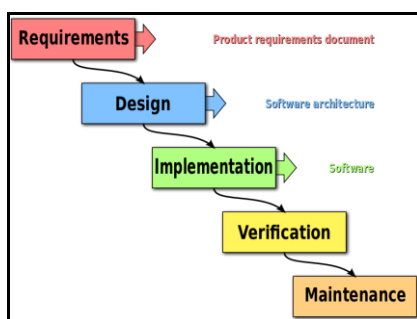 Requirements
Product requirements document
Design
Software architecture
Implementation
Software
Verification
Maintenance